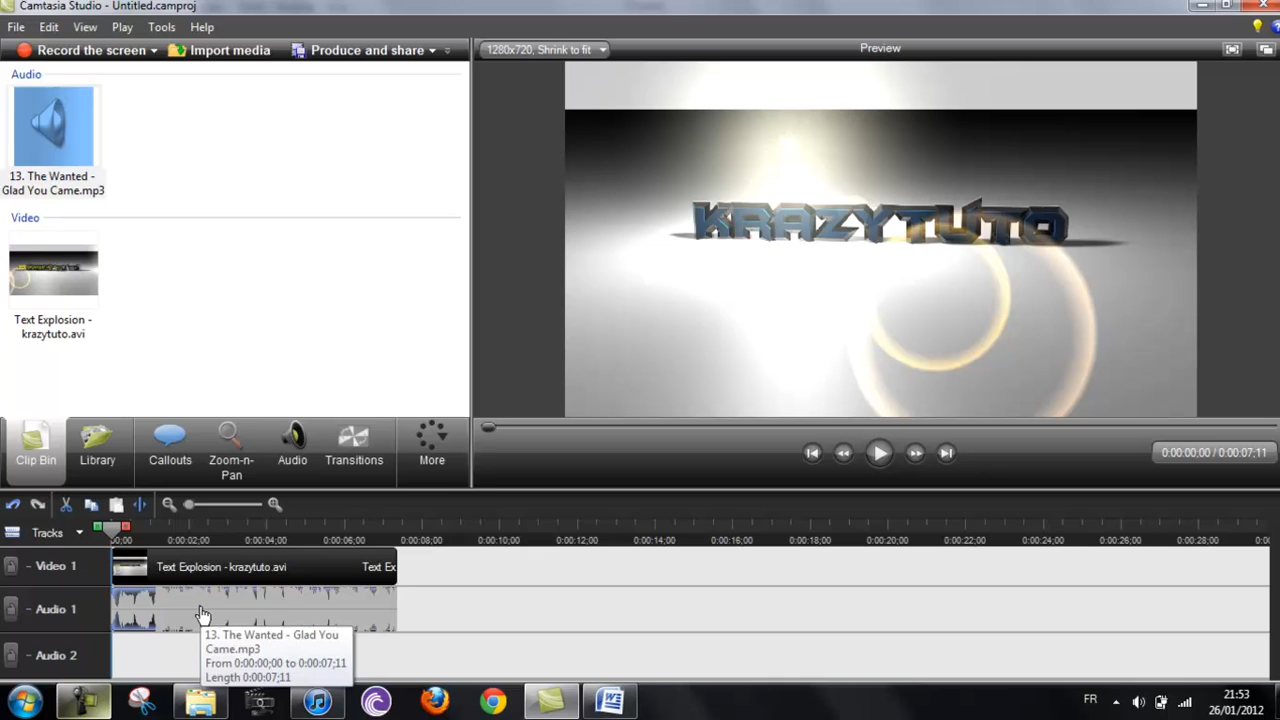 Camtasia Studio - Untitled.camproj
File Edit View Play Tools Help
Record the screen Import media Produce and share
1280x720, Shrink to fit
Preview
Audio
13. The Wanted -
Glad You Came.mp3
Video
Text Explosion -
krazytuto.avi
KRAZYTUTO
Clip Bin
Library
Callouts
Zoom-n-
Pan
Audio
Transitions
More
0:00:00,00 / 0:00:07,11
Tracks
00;00 0:00:02;00 0:00:04;00 0:00:06;00 0:00:08;00 0:00:10;00 0:00:12;00 0:00:14;00 0:00:16;00 0:00:18;00 0:00:20;00 0:00:22;00 0:00:24;00 0:00:26;00 0:00:28;00 0:00
Video 1
Text Explosion - krazytuto.avi Text Ex
Audio 1
13. The Wanted - Glad You
Came.mp3
From 0:00:00;00 to 0:00:07;11
Length 0:00:07;11
Audio 2
FR
21:53
26/01/2012